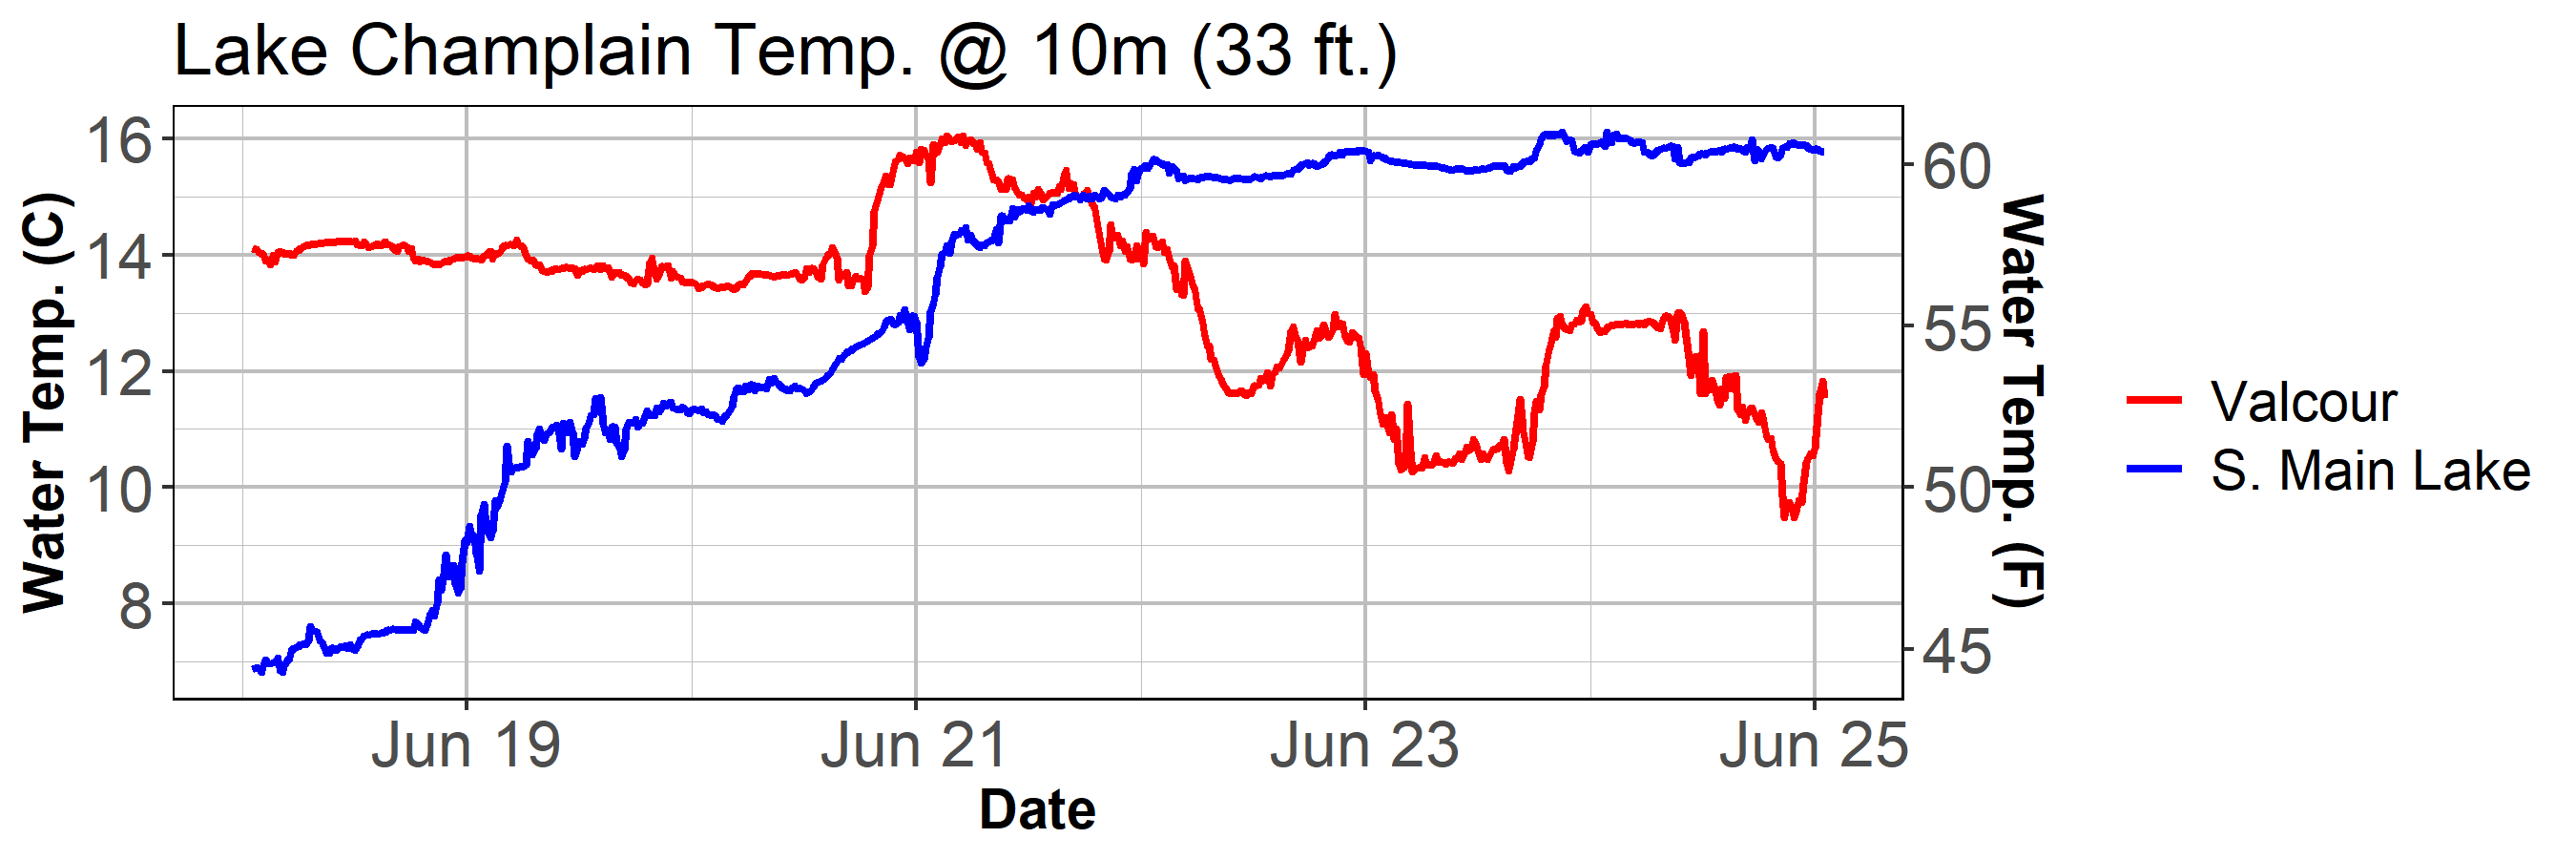 Lake Champlain Temp. @ 10m (33 ft.)
Water Temp. (C)
16
14
12
10
8
60
55
50
45
Water Temp. (F)
Jun 19
Jun 21
Jun 23
Jun 25
Date
Valcour
S. Main Lake